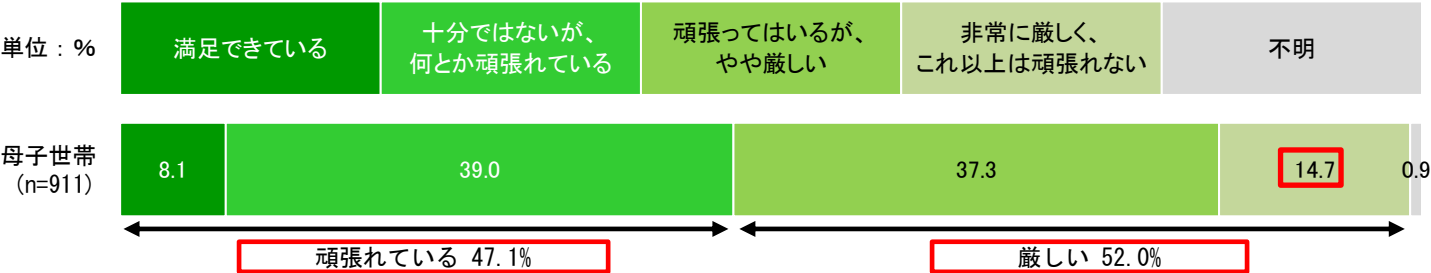 単位：%
満足できている
十分ではないが、
何とか頑張れている
頑張ってはいるが、
やや厳しい
非常に厳しく、
これ以上は頑張れない
不明
母子世帯
(n=911)
8.1
39.0
37.3
14.7
0.9
頑張れている 47.1%
厳しい 52.0%